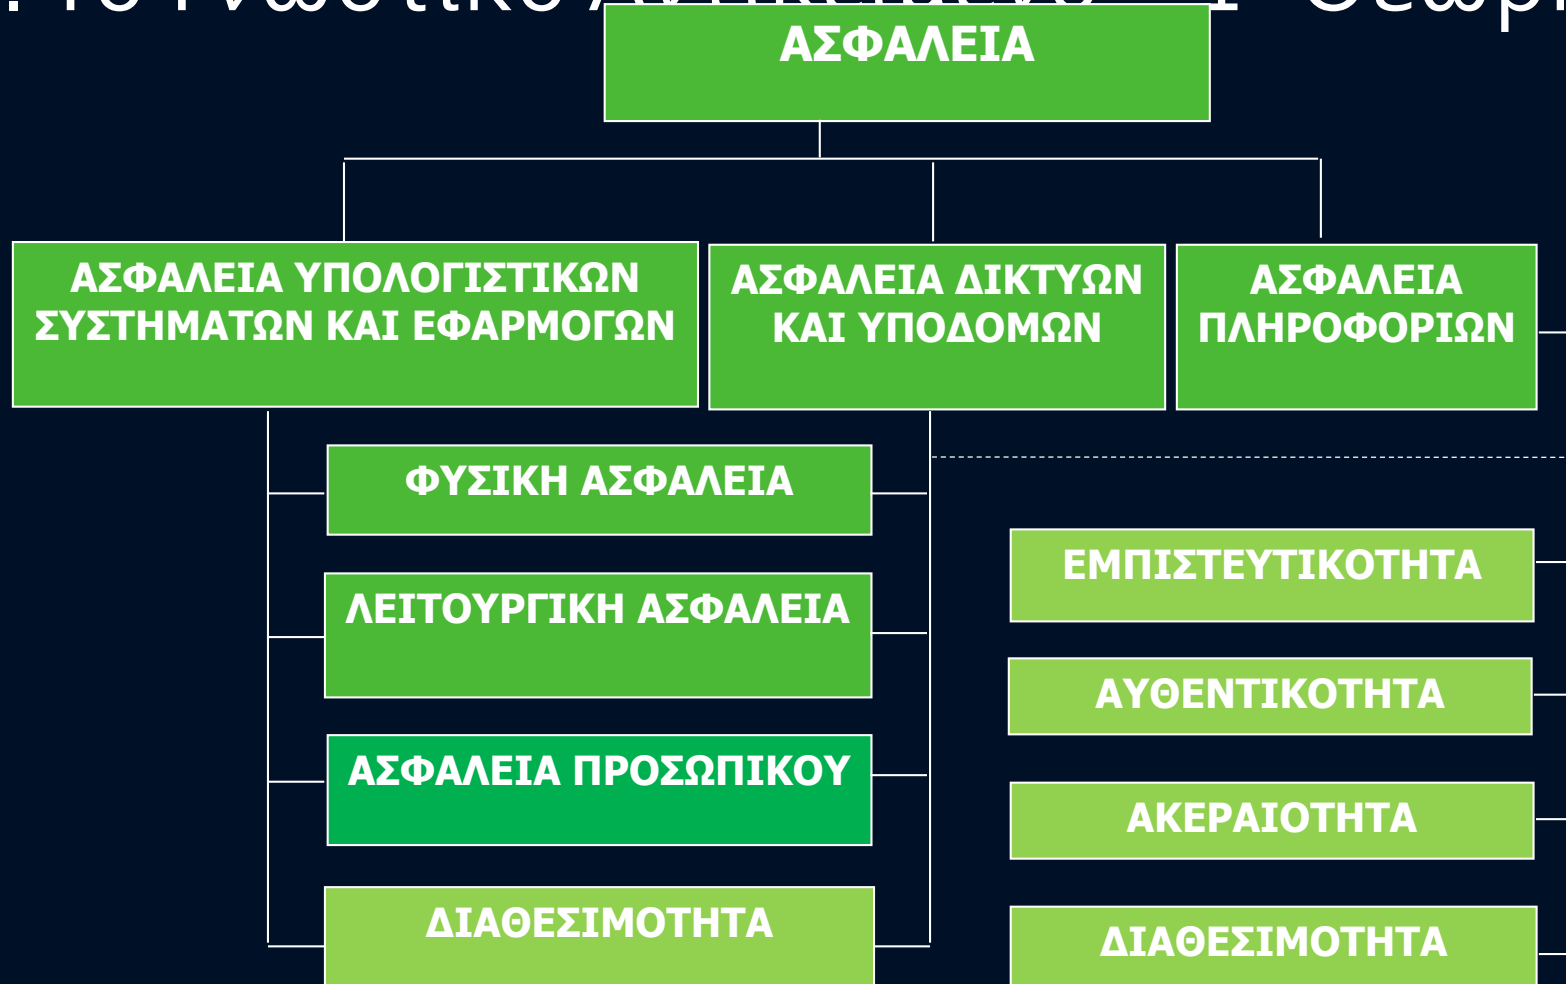 ΑΣΦΑΛΕΙΑ
ΑΣΦΑΛΕΙΑ ΥΠΟΛΟΓΙΣΤΙΚΩΝ
ΣΥΣΤΗΜΑΤΩΝ ΚΑΙ ΕΦΑΡΜΟΓΩΝ
ΑΣΦΑΛΕΙΑ ΔΙΚΤΥΩΝ
ΚΑΙ ΥΠΟΔΟΜΩΝ
ΑΣΦΑΛΕΙΑ
ΠΛΗΡΟΦΟΡΙΩΝ
ΦΥΣΙΚΗ ΑΣΦΑΛΕΙΑ
ΛΕΙΤΟΥΡΓΙΚΗ ΑΣΦΑΛΕΙΑ
ΑΣΦΑΛΕΙΑ ΠΡΟΣΩΠΙΚΟΥ
ΔΙΑΘΕΣΙΜΟΤΗΤΑ
ΕΜΠΙΣΤΕΥΤΙΚΟΤΗΤΑ
ΑΥΘΕΝΤΙΚΟΤΗΤΑ
ΑΚΕΡΑΙΟΤΗΤΑ
ΔΙΑΘΕΣΙΜΟΤΗΤΑ